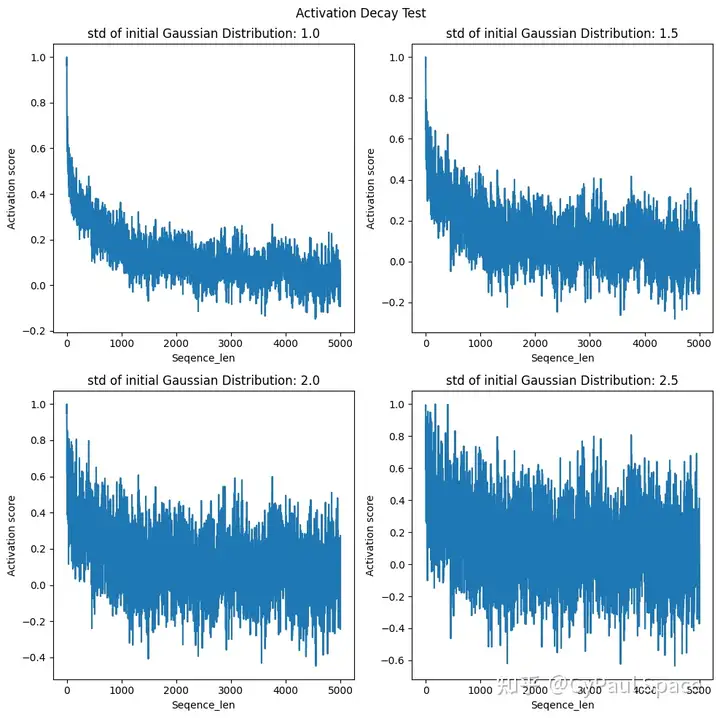 Activation Decay Test
std of initial Gaussian Distribution: 1.0
Activation score
1.0
0.8
0.6
0.4
0.2
0.0
−0.2
0 1000 2000 3000 4000 5000
Seqence_len
std of initial Gaussian Distribution: 1.5
Activation score
1.0
0.8
0.6
0.4
0.2
0.0
−0.2
0 1000 2000 3000 4000 5000
Seqence_len
std of initial Gaussian Distribution: 2.0
Activation score
1.0
0.8
0.6
0.4
0.2
0.0
−0.2
−0.4
0 1000 2000 3000 4000 5000
Seqence_len
std of initial Gaussian Distribution: 2.5
Activation score
1.0
0.8
0.6
0.4
0.2
0.0
−0.2
−0.4
−0.6
0 1000 2000 3000 4000 5000
Seqence_len
知乎 @CyPaul Space